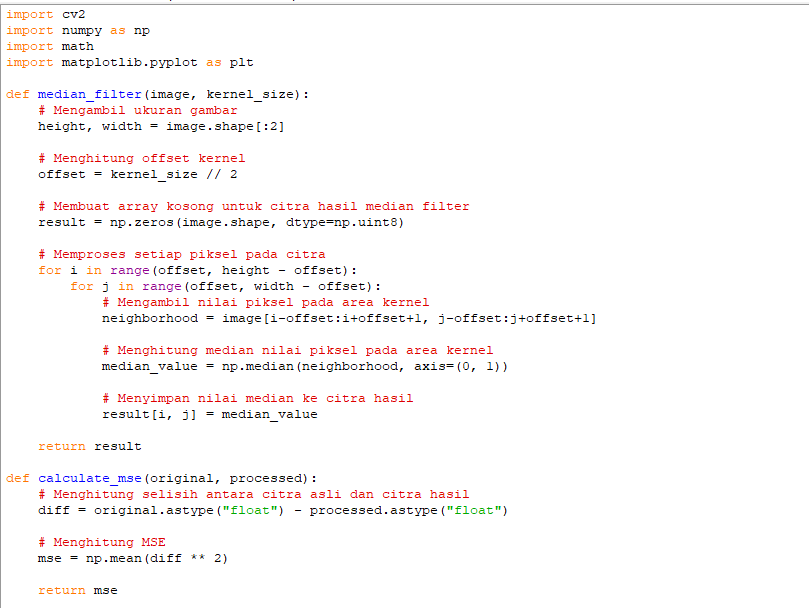 import cv2
import numpy as np
import math
import matplotlib.pyplot as plt

def median_filter(image, kernel_size):
    # Mengambil ukuran gambar
    height, width = image.shape[:2]

    # Menghitung offset kernel
    offset = kernel_size // 2

    # Membuat array kosong untuk citra hasil median filter
    result = np.zeros(image.shape, dtype=np.uint8)

    # Memproses setiap piksel pada citra
    for i in range(offset, height - offset):
        for j in range(offset, width - offset):
            # Mengambil nilai piksel pada area kernel
            neighborhood = image[i-offset:i+offset+1, j-offset:j+offset+1]

            # Menghitung median nilai piksel pada area kernel
            median_value = np.median(neighborhood, axis=(0, 1))

            # Menyimpan nilai median ke citra hasil
            result[i, j] = median_value

    return result

def calculate_mse(original, processed):
    # Menghitung selisih antara citra asli dan citra hasil
    diff = original.astype("float") - processed.astype("float")

    # Menghitung MSE
    mse = np.mean(diff ** 2)

    return mse